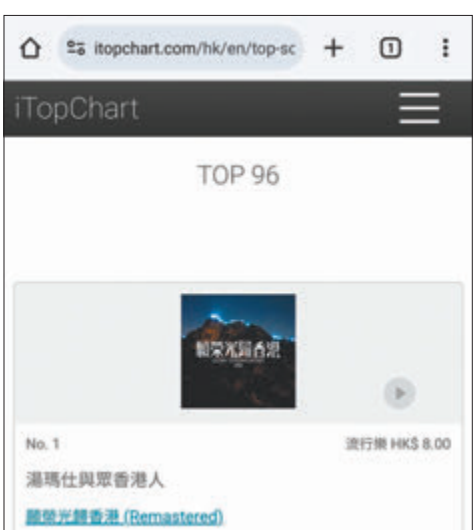 itopchart.com/hk/en/top-sc
1
iTopChart
TOP 96
願榮光歸香港
No. 1
流行樂 HK$ 8.00
湯瑪仕與眾香港人
願榮光歸香港 (Remastered)